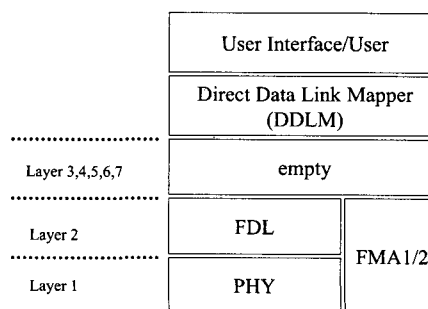 User Interface/User
Direct Data Link Mapper
(DDLM)
Layer 3,4,5,6,7
empty
Layer 2
FDL
FMA1/2
Layer 1
PHY